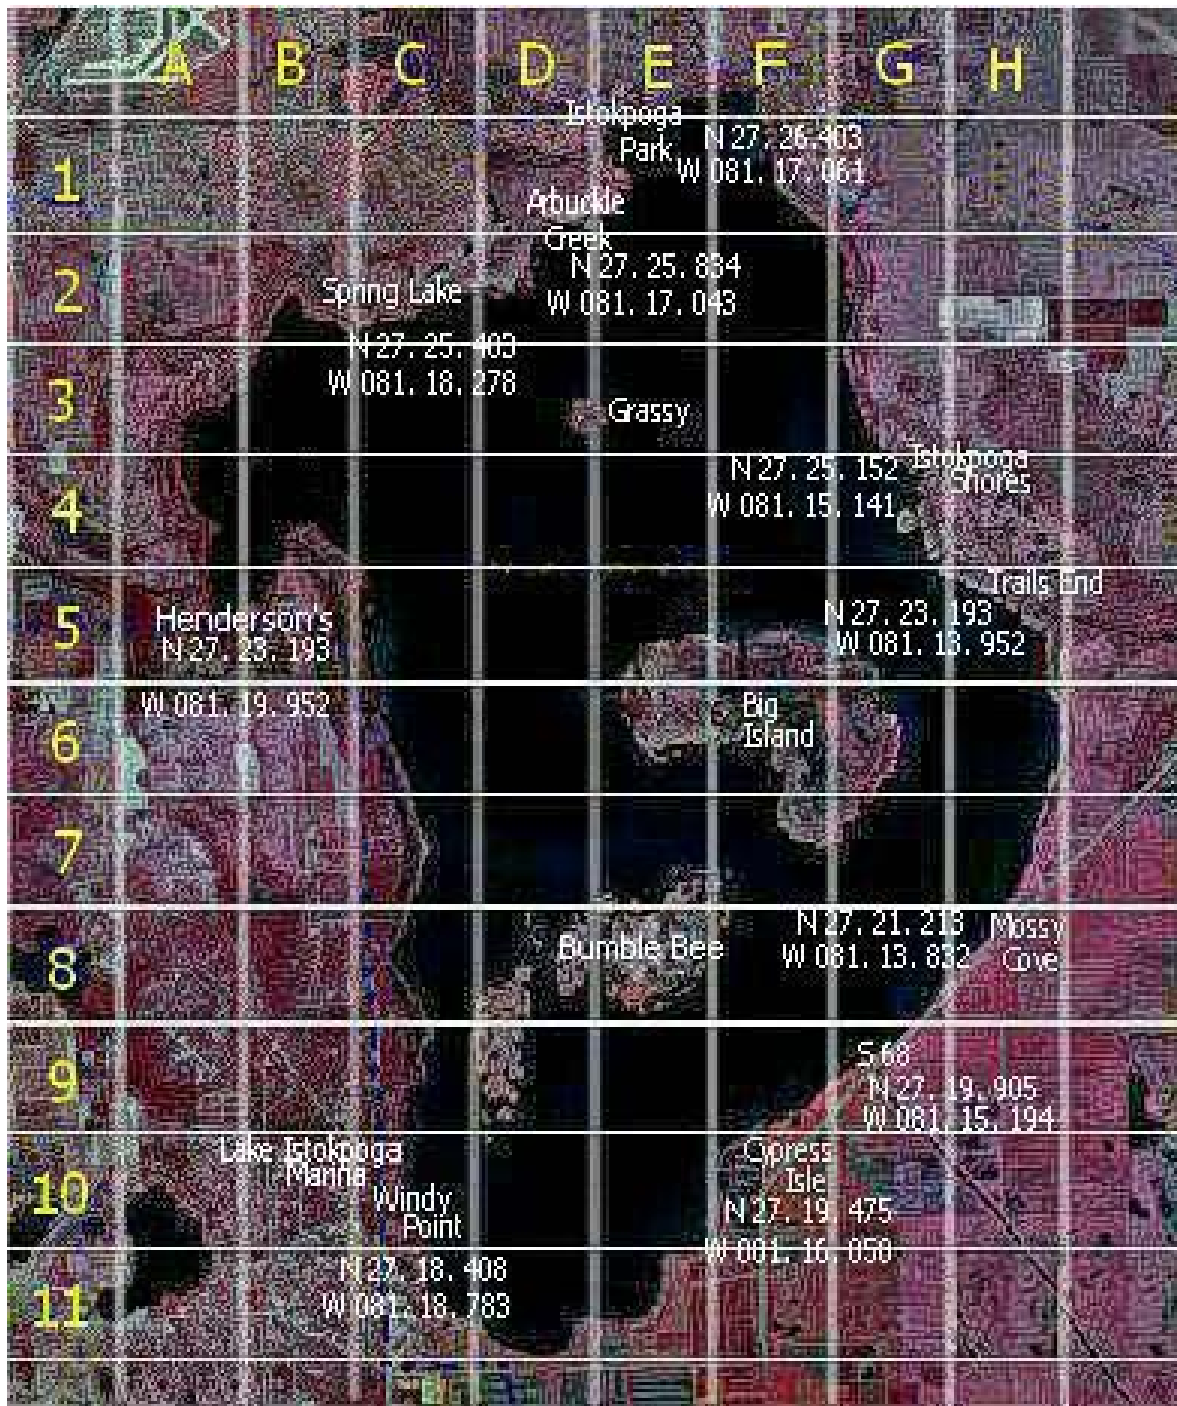 A B C D E F G H
Istokpoga
Park
N 27. 26.403
W 081. 17. 061
1
Arbuckle
Creek
N 27. 25. 834
W 081. 17. 043
2
Spring Lake
N 27. 25. 403
W 081. 18. 278
3
Grassy
N 27. 25. 152
W 081. 15. 141
Istokpoga
Shores
4
Trails End
N 27. 23. 193
W 081. 13. 952
5
Henderson's
N 27. 23. 193
W 081. 19. 952
6
Big
Island
7
N 27. 21. 213
W 081. 13. 832
Mossy
Cove
8
Bumble Bee
9
S 68
N 27. 19. 905
W 081. 15. 194
10
Lake Istokpoga
Marina
Windy
Point
Cypress
Isle
N 27. 19. 475
W 081. 16. 050
N 27. 18. 408
W 081. 18. 783
11